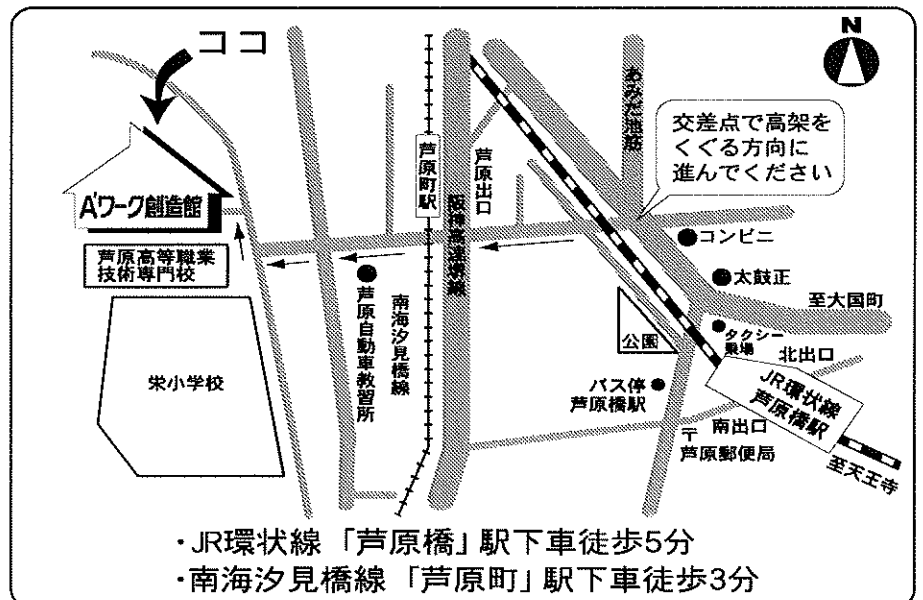 ココ
N
あみだ池筋
交差点で高架を
くぐる方向に
進んでください
芦原町駅
芦原出口
阪神高速堺線
A'ワーク創造館
芦原高等職業
技術専門校
コンビニ
太鼓正
至大国町
芦原自動車教習所
南海汐見橋線
公園
タクシー
乗場
北出口
栄小学校
バス停
芦原橋駅
JR環状線
芦原橋駅
南出口
〒
芦原郵便局
至天王寺
・JR環状線「芦原橋」駅下車徒歩5分
・南海汐見橋線「芦原町」駅下車徒歩3分